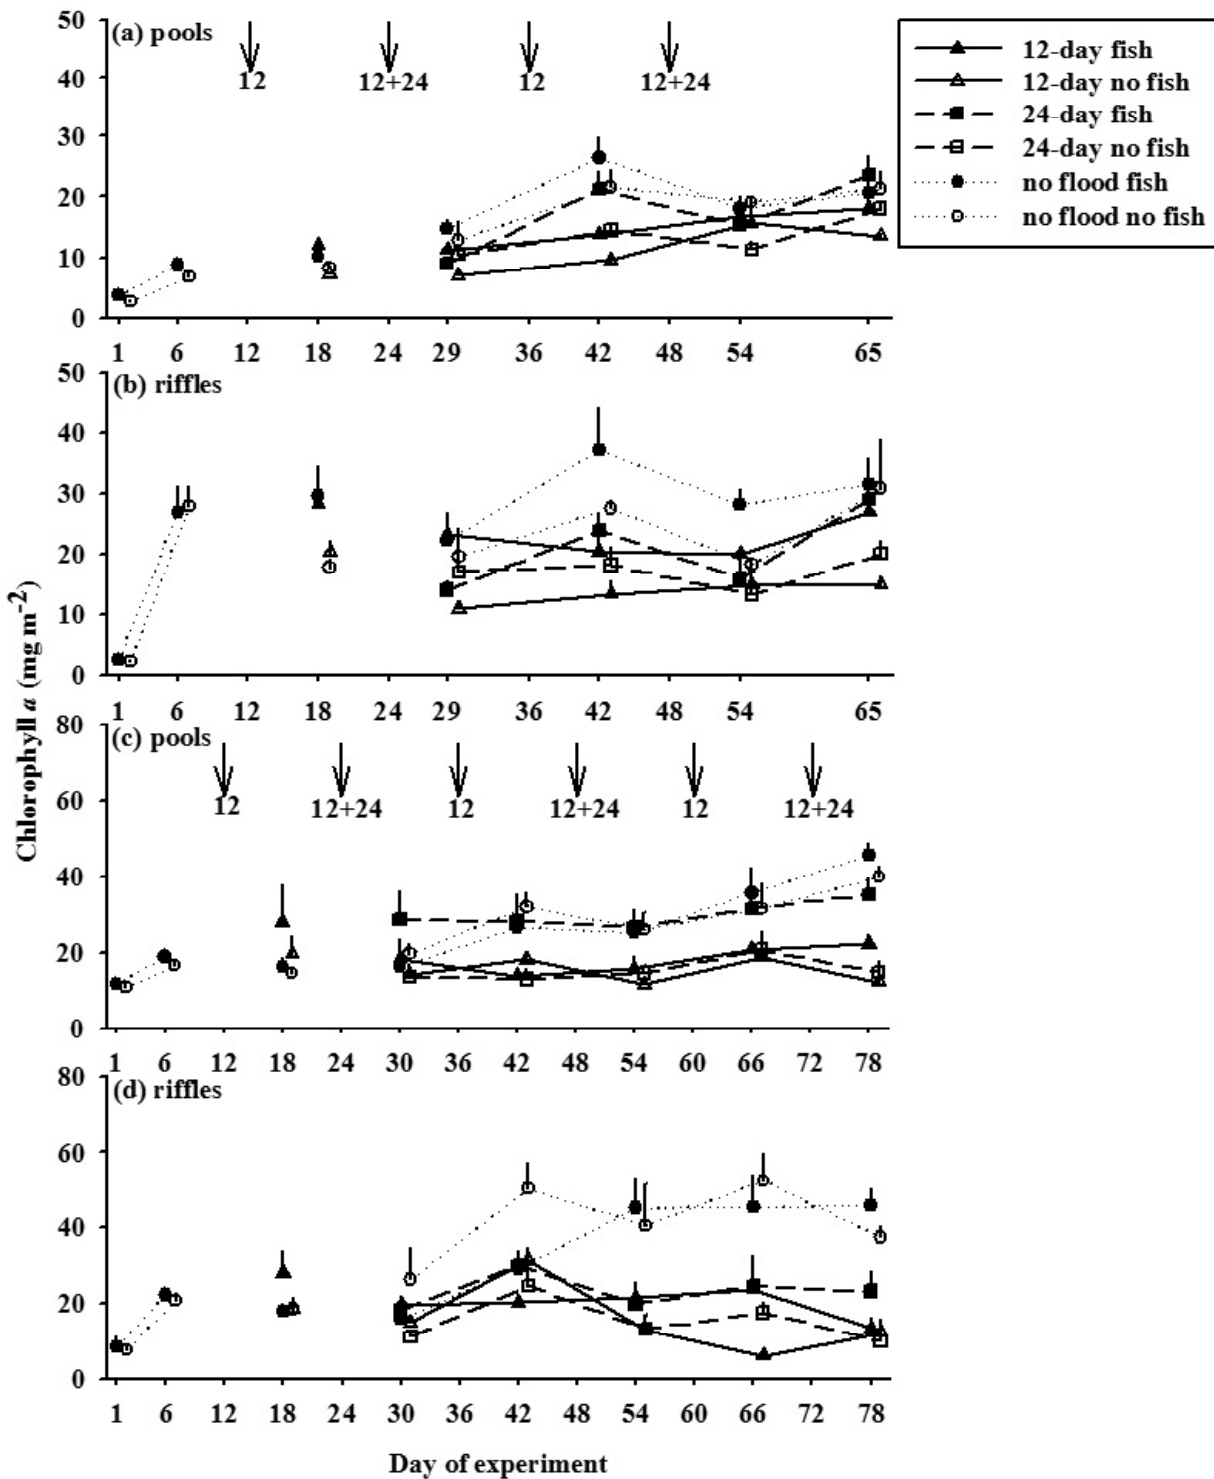 50
40
30
20
10
0
(a) pools
12
12+24
12
12+24
12-day fish
12-day no fish
24-day fish
24-day no fish
no flood fish
no flood no fish
1 6 12 18 24 29 36 42 48 54 65
50
40
30
20
10
0
(b) riffles
1 6 12 18 24 29 36 42 48 54 65
Chlorophyll a (mg m-2)
80
60
40
20
0
(c) pools
12
12+24
12
12+24
12
12+24
1 6 12 18 24 30 36 42 48 54 60 66 72 78
80
60
40
20
0
(d) riffles
1 6 12 18 24 30 36 42 48 54 60 66 72 78
Day of experiment